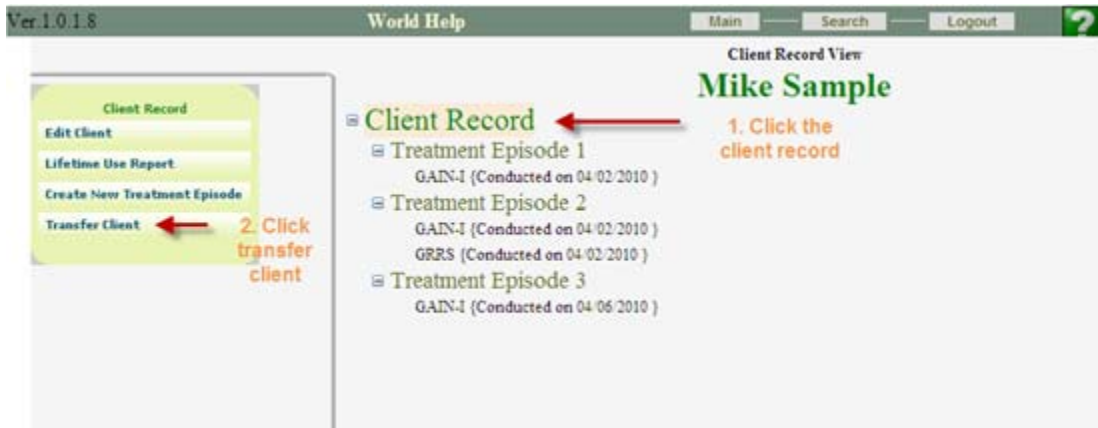 Ver.1.0.1.8 World Help Main Search Logout ?
Client Record View
Mike Sample
Client Record
Edit Client
Lifetime Use Report
Create New Treatment Episode
Transfer Client
2. Click
transfer
client
Client Record
1. Click the
client record
Treatment Episode 1
GAIN-I {Conducted on 04/02/2010 }
Treatment Episode 2
GAIN-I {Conducted on 04/02/2010 }
GRRS {Conducted on 04/02/2010 }
Treatment Episode 3
GAIN-I {Conducted on 04/06/2010 }